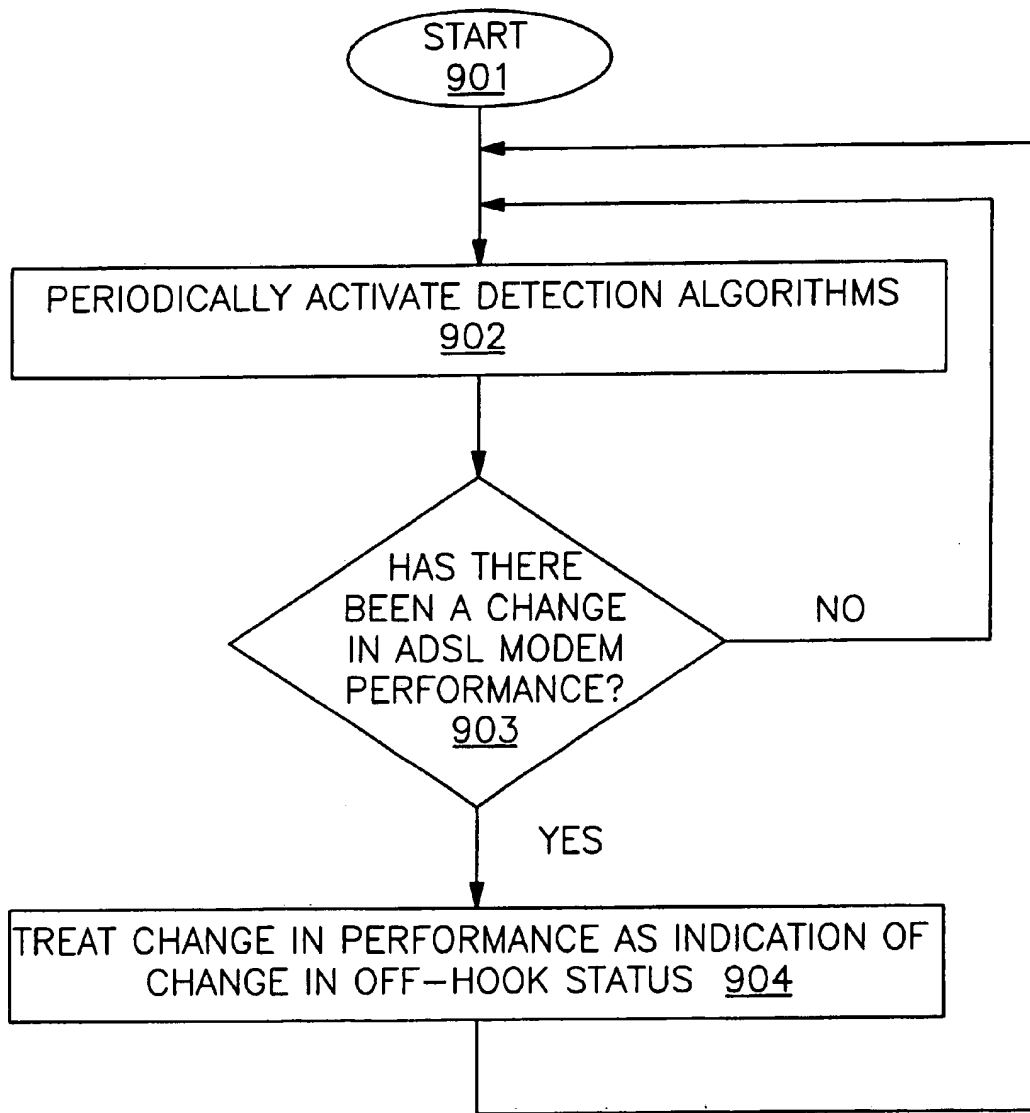 START
901
PERIODICALLY ACTIVATE DETECTION ALGORITHMS
902
HAS THERE
BEEN A CHANGE
IN ADSL MODEM
PERFORMANCE?
903
NO
YES
TREAT CHANGE IN PERFORMANCE AS INDICATION OF
CHANGE IN OFF-HOOK STATUS 904